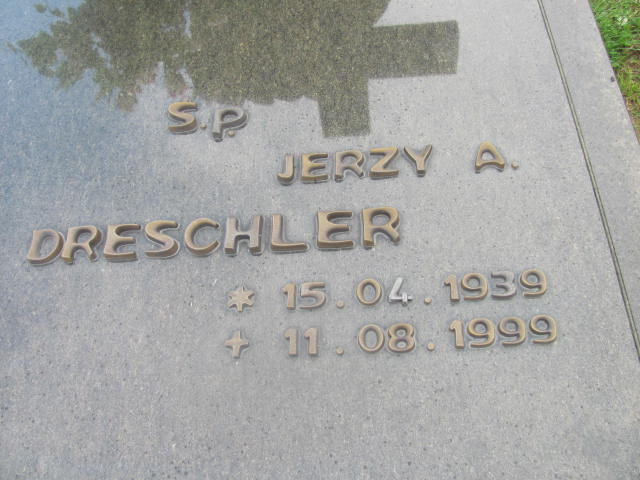 S.p.
JERZY A.
DRESCHLER
* 15.04.1939
+ 11.08.1999